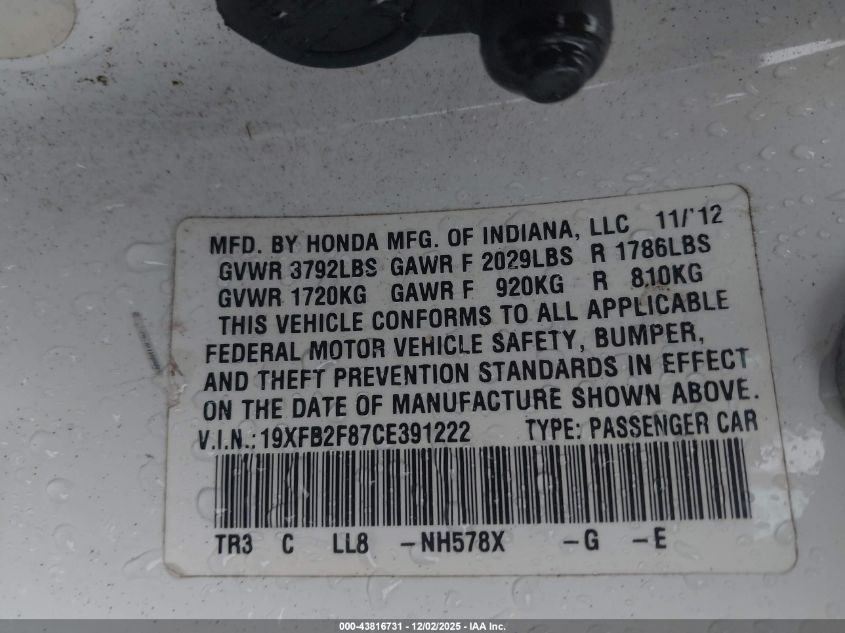 MFD. BY HONDA MFG. OF INDIANA, LLC 11/12
GVWR 3792LBS GAWR F 2029LBS R 1786LBS
GVWR 1720KG GAWR F 920KG R 810KG
THIS VEHICLE CONFORMS TO ALL APPLICABLE
FEDERAL MOTOR VEHICLE SAFETY, BUMPER,
AND THEFT PREVENTION STANDARDS IN EFFECT
ON THE DATE OF MANUFACTURE SHOWN ABOVE.
V.I.N.:19XFB2F87CE391222 TYPE: PASSENGER CAR
TR3 C LL8 -NH578X -G -E
000-43816731 - 12/02/2025 - IAA Inc.